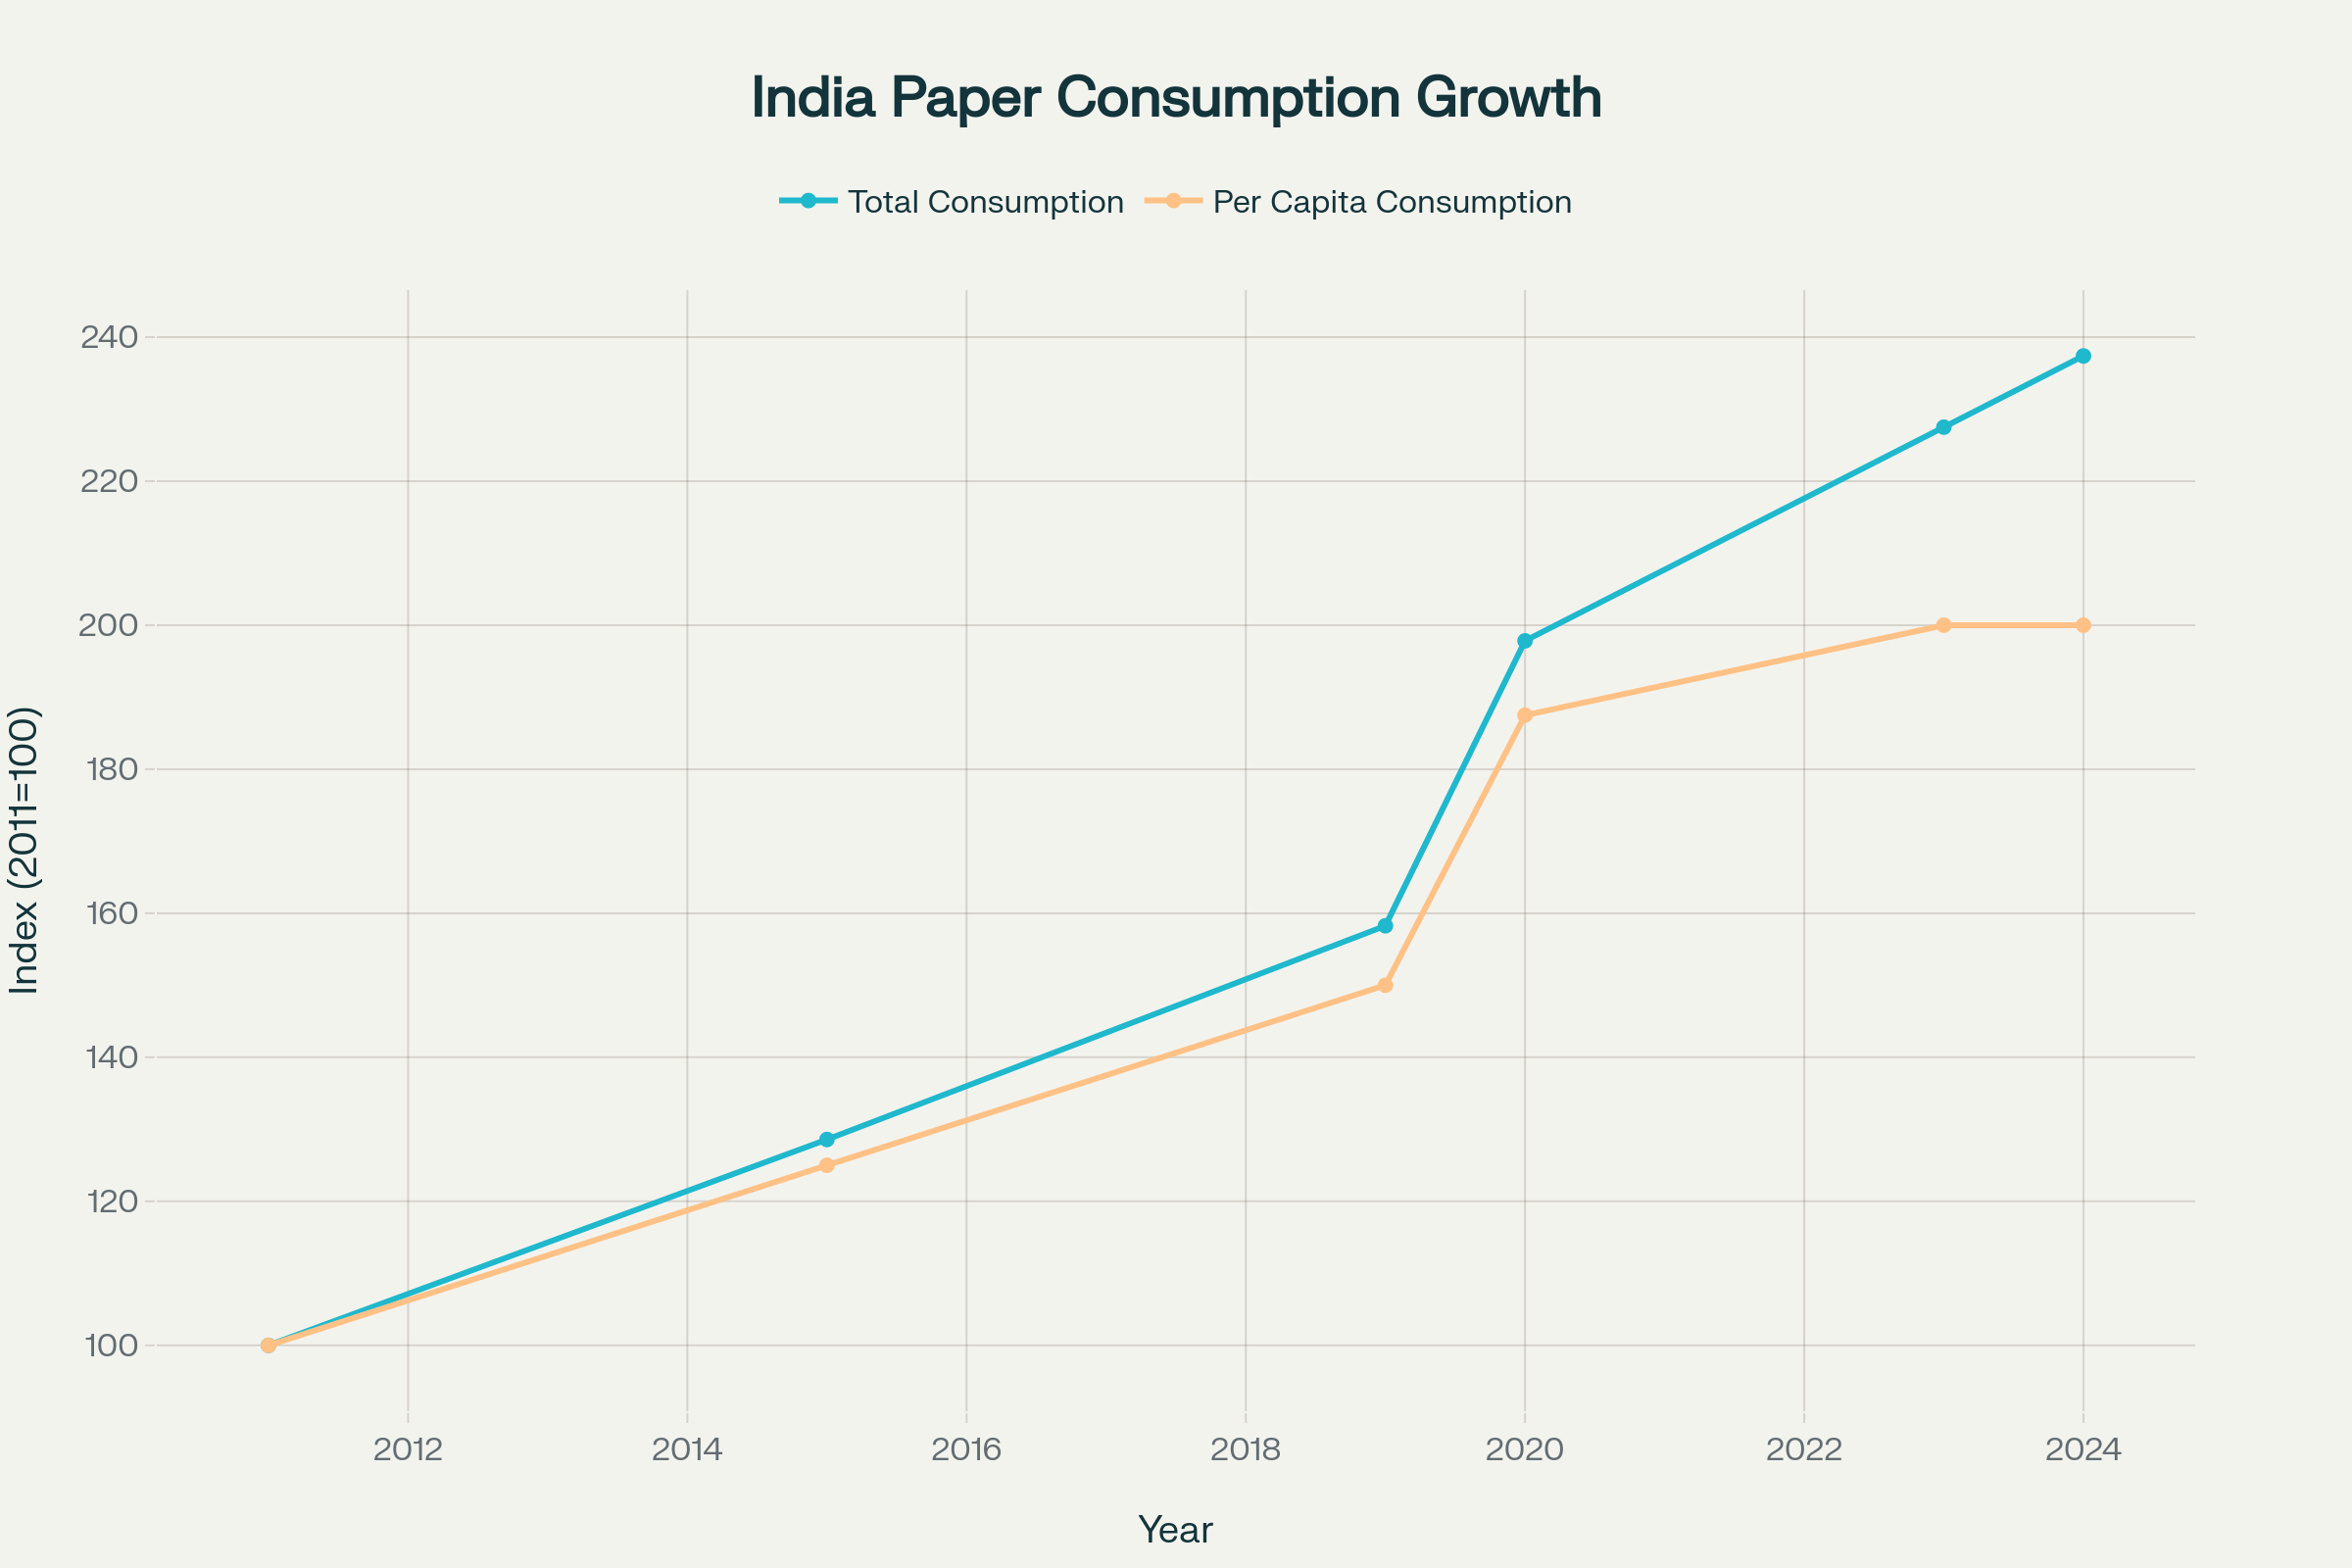 India Paper Consumption Growth
Total Consumption Per Capita Consumption
240
220
200
180
160
140
120
100
Index (2011=100)
2012 2014 2016 2018 2020 2022 2024
Year